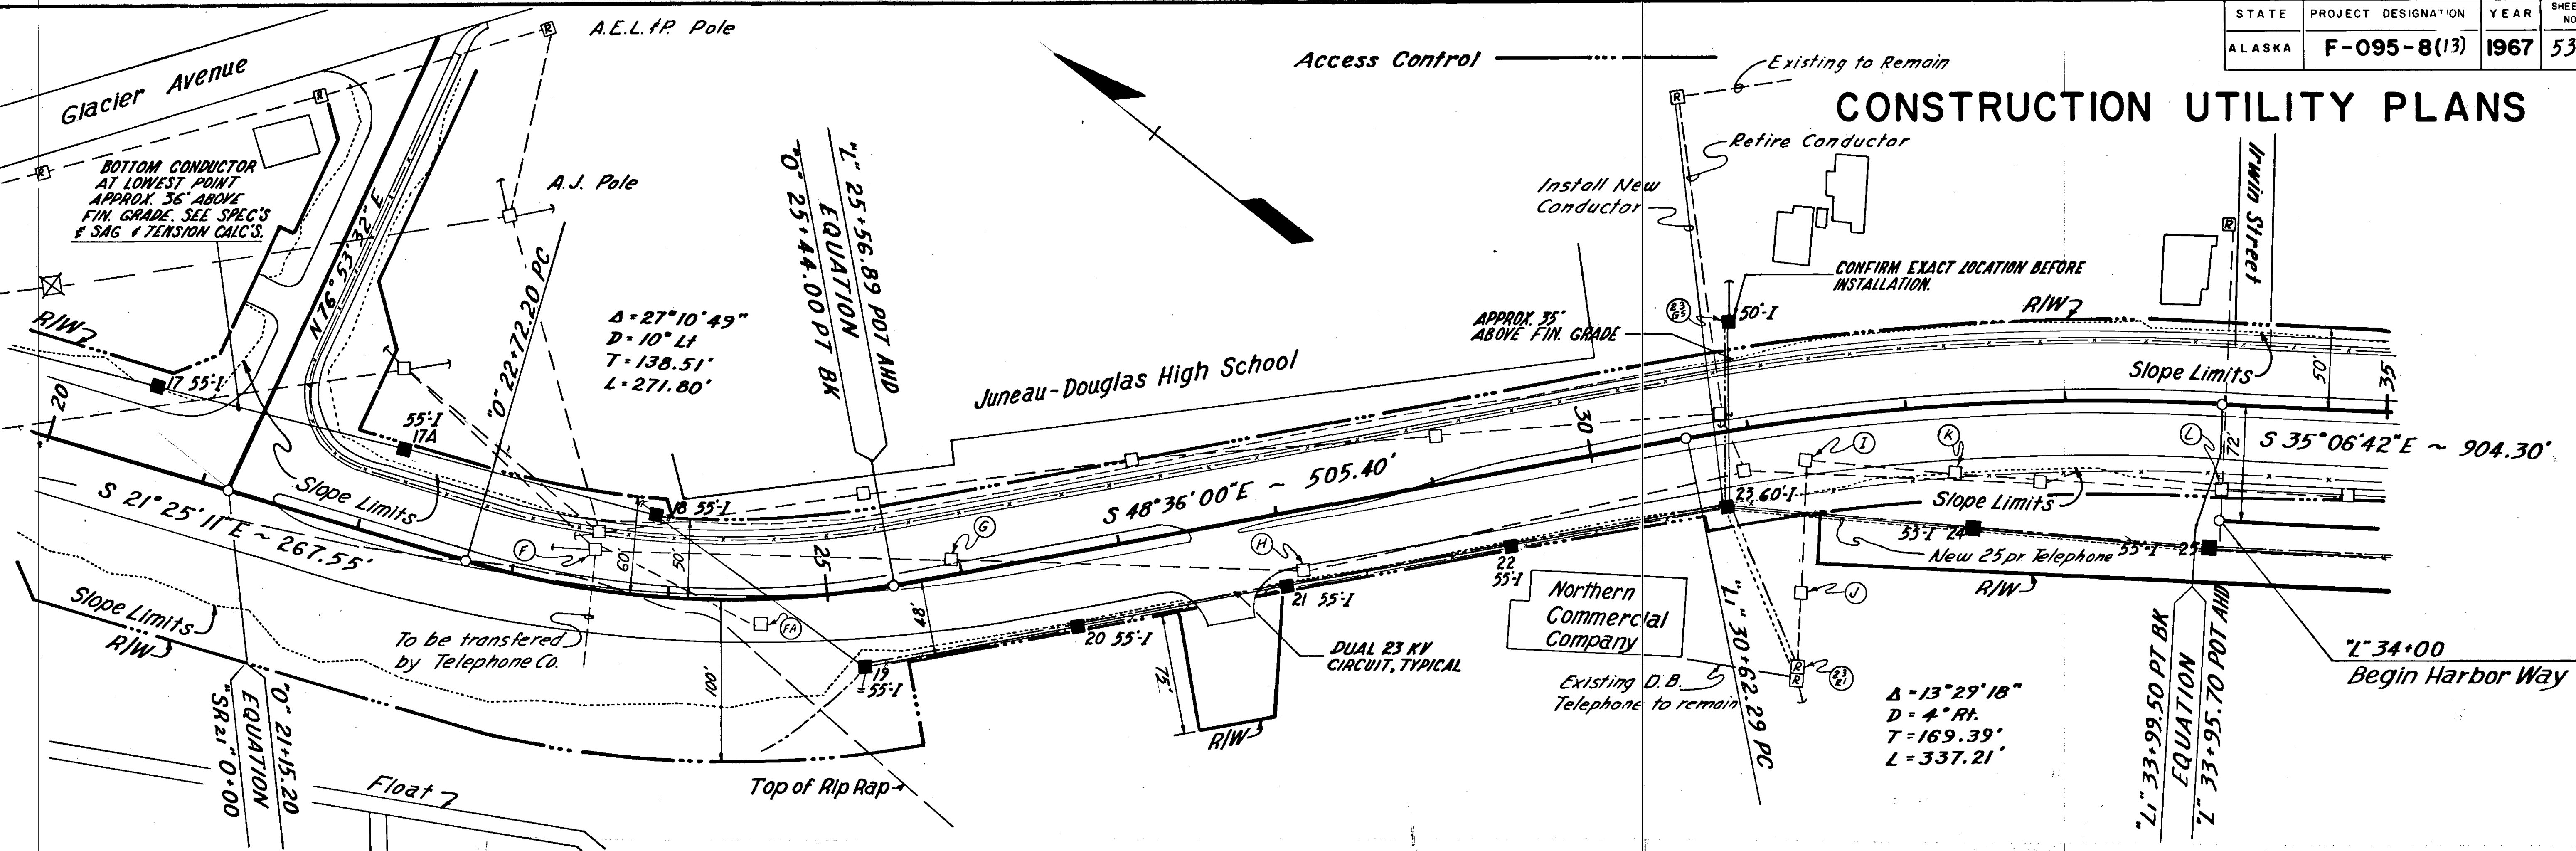 STATE PROJECT DESIGNATION YEAR
ALASKA F-095-8(13) 1967 53
CONSTRUCTION UTILITY PLANS
Access Control
A.E.L.&P. Pole
Glacier Avenue
A.J. Pole
BOTTOM CONDUCTOR
AT LOWEST POINT
APPROX. 36' ABOVE
FIN. GRADE. SEE SPEC'S
& SAG & TENSION CALC'S.
N 76° 53' 32" E
R/W
17 55'-I
20
55'-I
17A
"O" 22+72.20 PC
Δ = 27° 10' 49"
D = 10° Lt
T = 138.51'
L = 271.80'
"L" 25+56.89 POT AHD
EQUATION
"O" 25+44.00 PT BK
Juneau-Douglas High School
Existing to Remain
Retire Conductor
Install New
Conductor
CONFIRM EXACT LOCATION BEFORE
INSTALLATION.
50'-I
APPROX. 35'
ABOVE FIN. GRADE
Irwin Street
R/W
Slope Limits
50'
35
30
S 21° 25' 11" E ~ 267.55'
Slope Limits
F
60'
50'
18 55'-I
25
G
S 48° 36' 00" E ~ 505.40'
H
I
K
L
72'
S 35° 06' 42" E ~ 904.30'
23 60'-I
Slope Limits
55'-I 24
New 25 pr. Telephone
55'-I 25
R/W
J
22
55'-I
21 55'-I
20 55'-I
19
55'-I
FA
48'
100'
75'
Slope Limits
R/W
To be transfered
by Telephone Co.
DUAL 23 KV
CIRCUIT, TYPICAL
Northern
Commercial
Company
Existing D.B.
Telephone to remain
"L" 30+62.29 PC
Δ = 13° 29' 18"
D = 4° Rt.
T = 169.39'
L = 337.21'
"L" 33+99.50 PT BK
EQUATION
"L" 33+95.70 POT AHD
"L" 34+00
Begin Harbor Way
"O" 21+15.20
EQUATION
"SR21" 0+00
Float
Top of Rip Rap
R/W
R